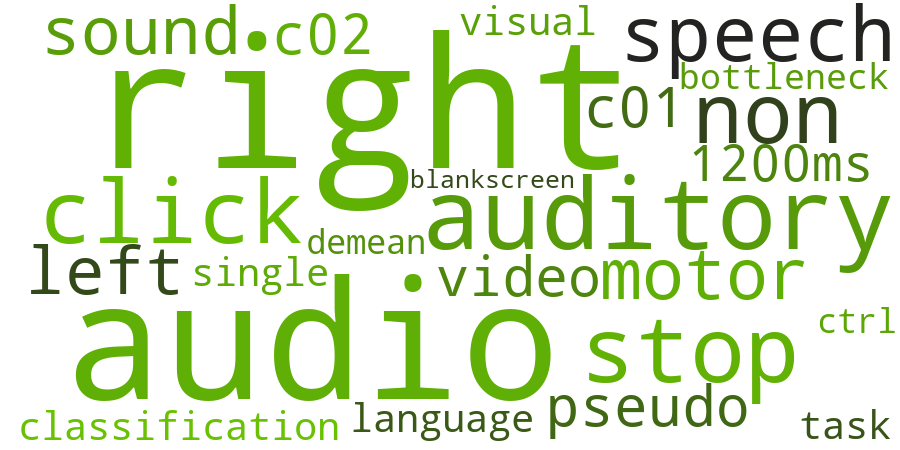 sound c02 visual speech
right bottleneck
c01 non
1200ms
click blankscreen auditory
left demean
single video motor
audio stop ctrl
classification language pseudo task